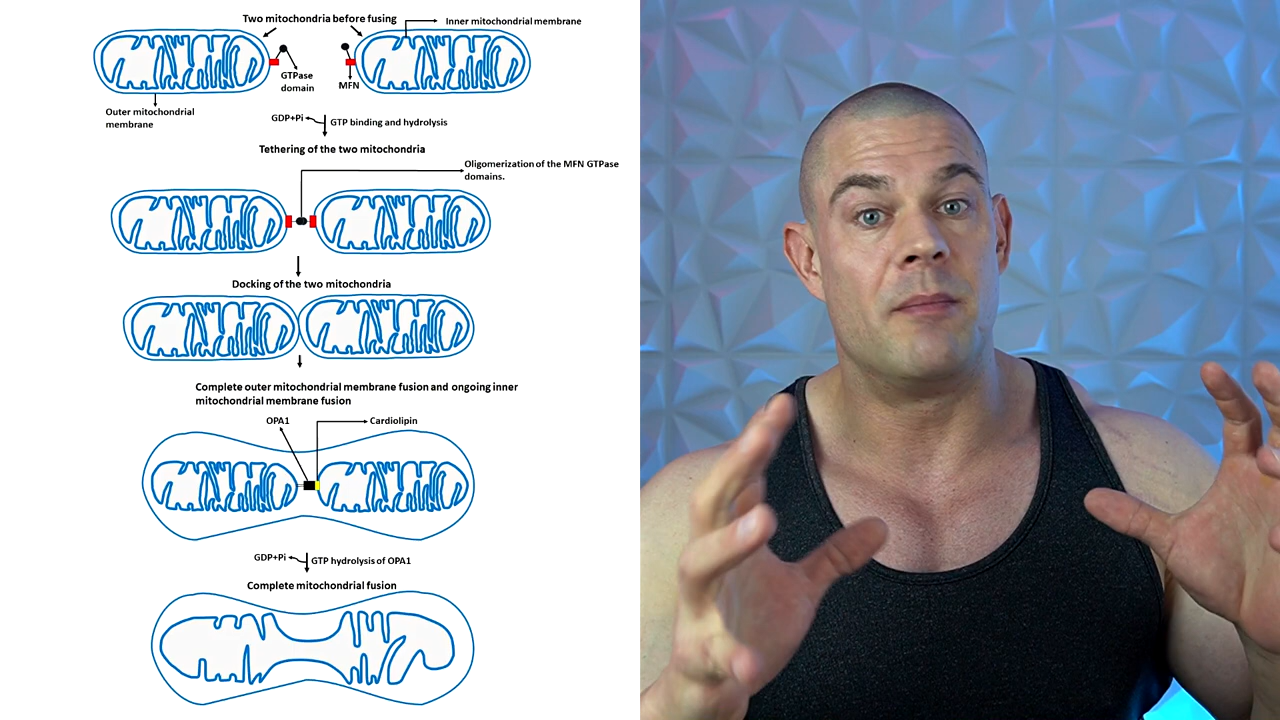 Two mitochondria before fusing
Inner mitochondrial membrane
GTPase
domain
MFN
Outer mitochondrial
membrane
GDP+Pi
GTP binding and hydrolysis
Tethering of the two mitochondria
Oligomerization of the MFN GTPase
domains.
Docking of the two mitochondria
Complete outer mitochondrial membrane fusion and ongoing inner
mitochondrial membrane fusion
OPA1
Cardiolipin
GDP+Pi
GTP hydrolysis of OPA1
Complete mitochondrial fusion